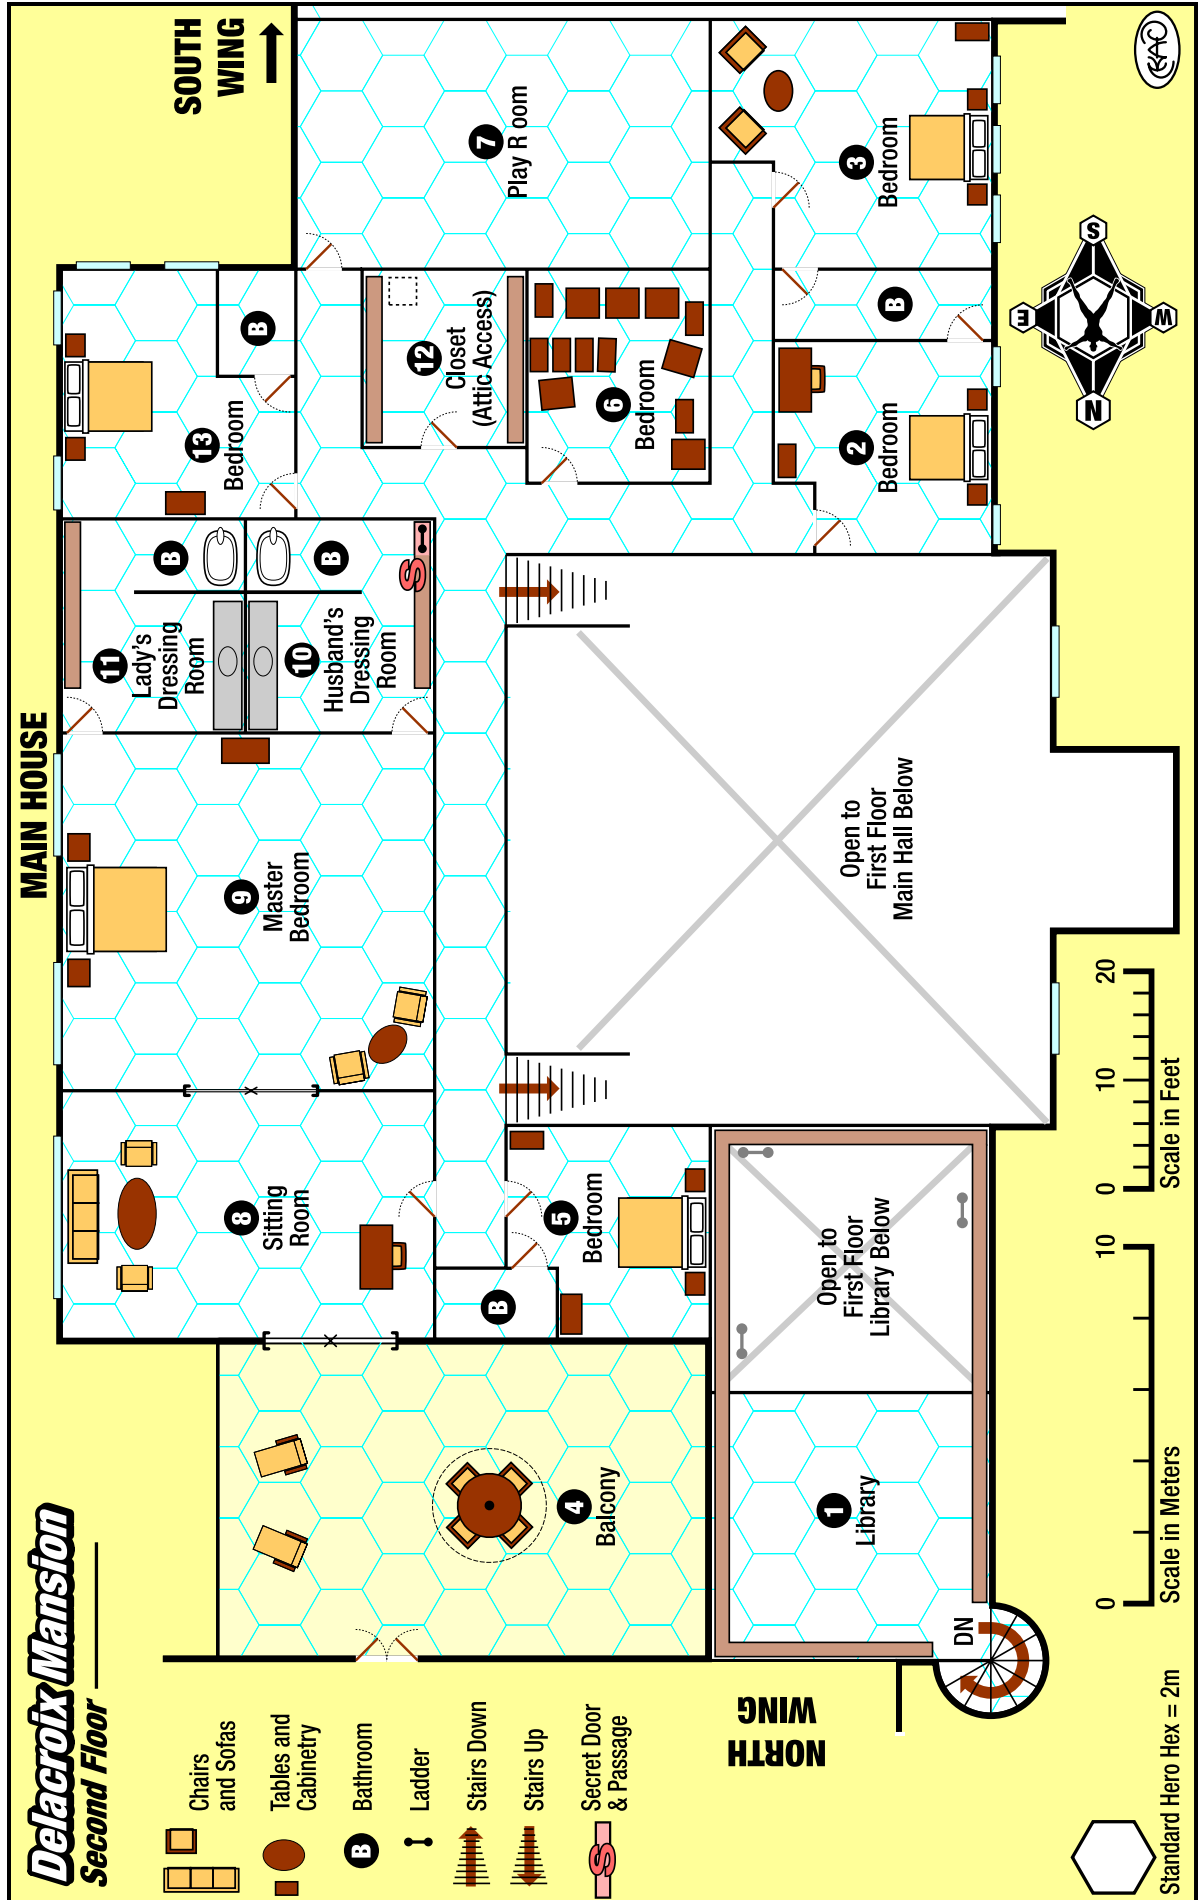 Delacroix Mansion
Second Floor
MAIN HOUSE
SOUTH
WING
NORTH
WING
Chairs
and Sofas
Tables and
Cabinetry
B
Bathroom
Ladder
Stairs Down
Stairs Up
S
Secret Door
& Passage
1
Library
DN
Open to
First Floor
Library Below
2
Bedroom
B
3
Bedroom
4
Balcony
5
Bedroom
B
6
Bedroom
7
Play R oom
8
Sitting
Room
9
Master
Bedroom
10
Husband's
Dressing
Room
B
S
11
Lady's
Dressing
Room
B
12
Closet
(Attic Access)
13
Bedroom
B
Open to
First Floor
Main Hall Below
N
E
S
W
0 10
Scale in Meters
0 10 20
Scale in Feet
Standard Hero Hex = 2m